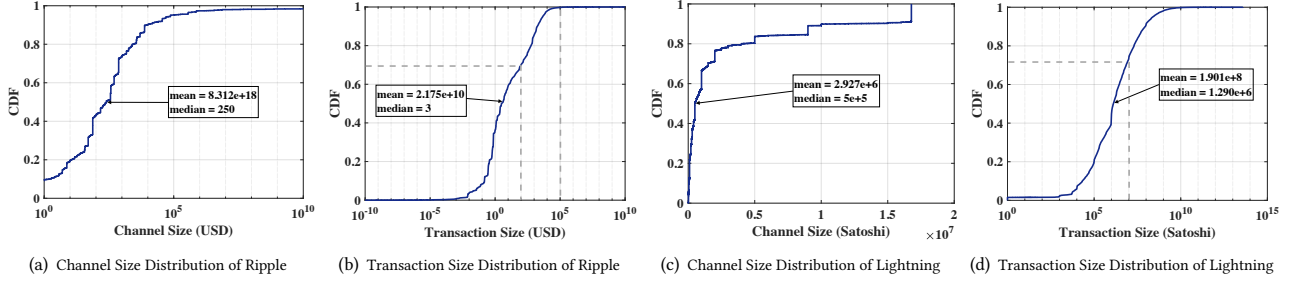 CDF
1
0.8
0.6
0.4
0.2
0
mean = 8.312e+18
median = 250
10^0
10^5
10^10
Channel Size (USD)
(a) Channel Size Distribution of Ripple
CDF
1
0.8
0.6
0.4
0.2
0
mean = 2.175e+10
median = 3
10^-10
10^-5
10^0
10^5
10^10
Transaction Size (USD)
(b) Transaction Size Distribution of Ripple
CDF
1
0.8
0.6
0.4
0.2
0
mean = 2.927e+6
median = 5e+5
0
0.5
1
1.5
2
×10^7
Channel Size (Satoshi)
(c) Channel Size Distribution of Lightning
CDF
1
0.8
0.6
0.4
0.2
0
mean = 1.901e+8
median = 1.290e+6
10^0
10^5
10^10
10^15
Transaction Size (Satoshi)
(d) Transaction Size Distribution of Lightning